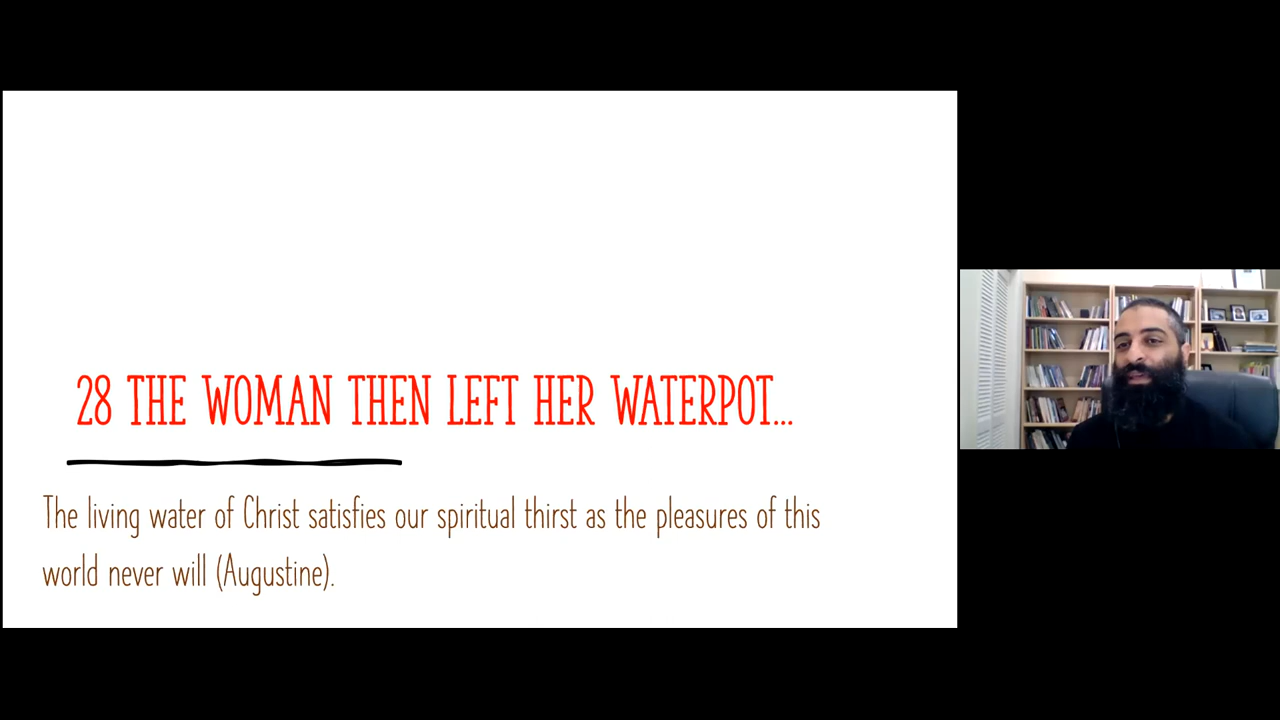 28 THE WOMAN THEN LEFT HER WATERPOT...
The living water of Christ satisfies our spiritual thirst as the pleasures of this
world never will (Augustine).